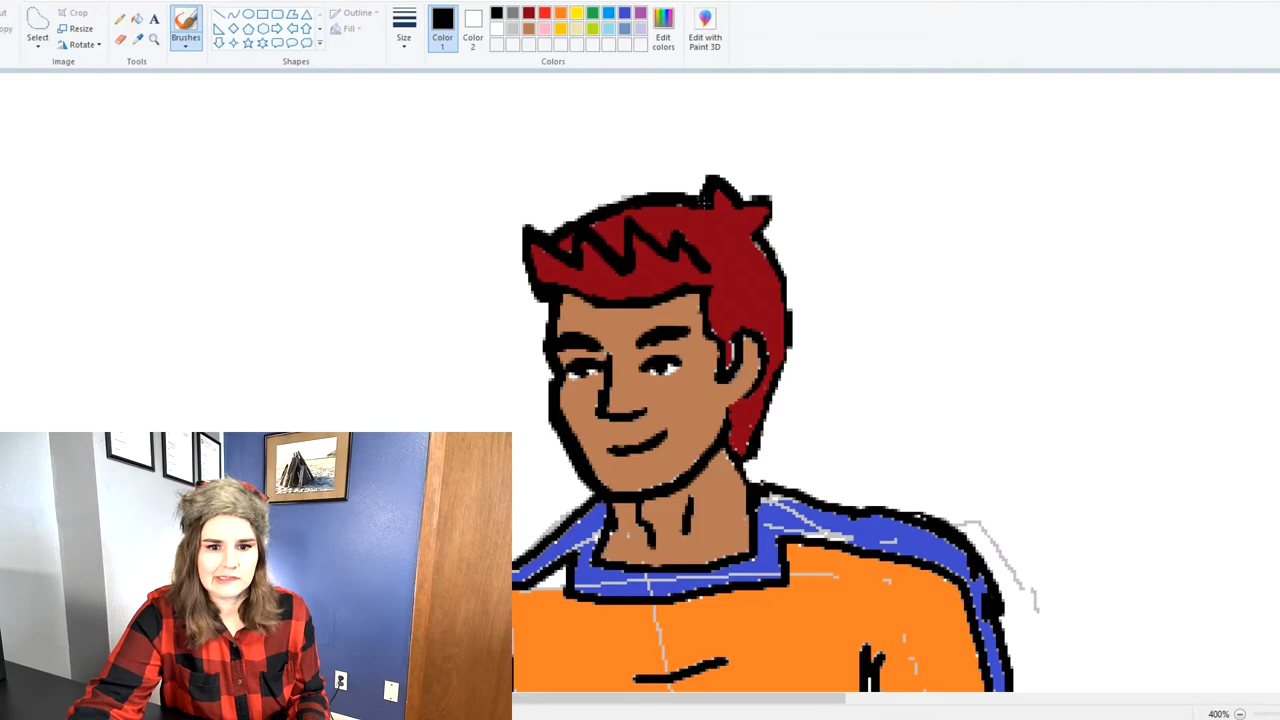 Crop
Outline
Select
Resize
Brushes
Fill
Size
Color
1
Color
2
Edit
colors
Edit with
Paint 3D
Rotate
Image
Tools
Shapes
Colors
400%